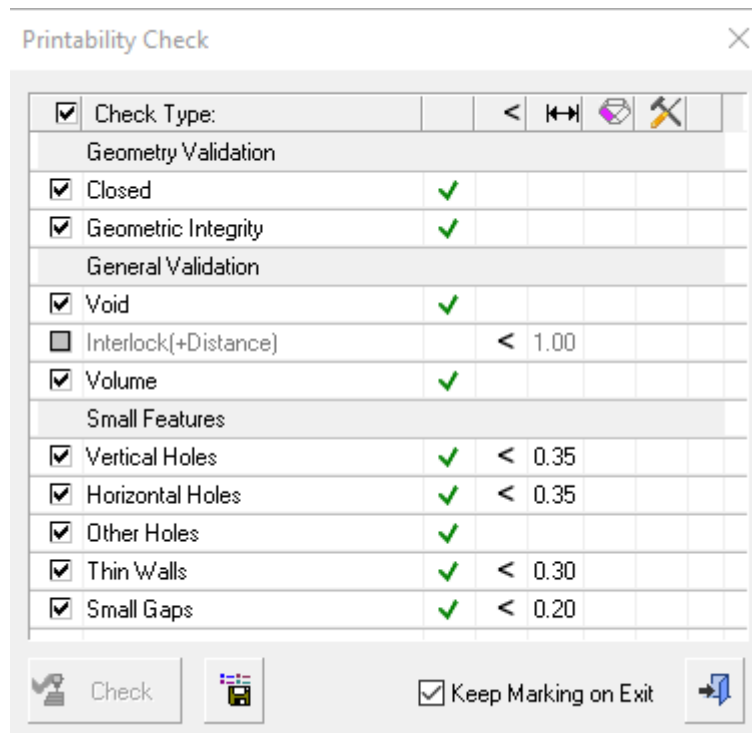 Printability Check
Check Type: <
Geometry Validation
Closed
Geometric Integrity
General Validation
Void
Interlock(+Distance) < 1.00
Volume
Small Features
Vertical Holes < 0.35
Horizontal Holes < 0.35
Other Holes
Thin Walls < 0.30
Small Gaps < 0.20
Check Keep Marking on Exit